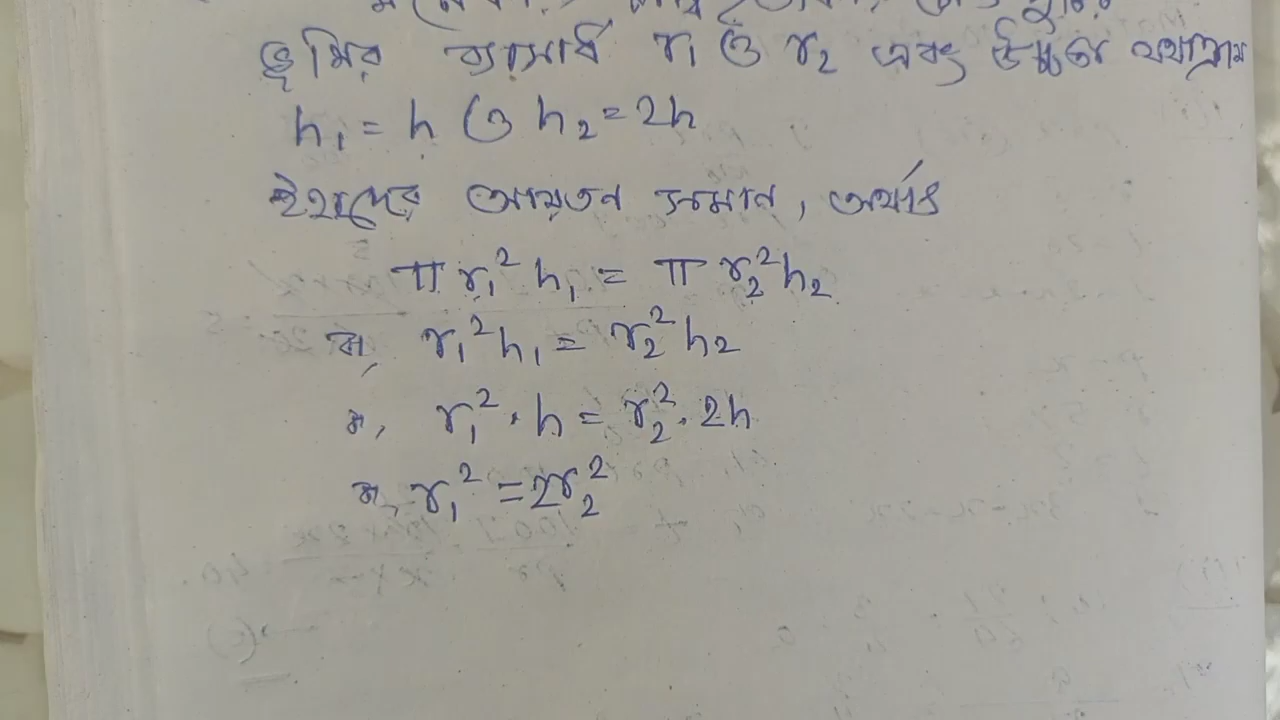 ভূমির ব্যাসার্ধ r₁ ও r₂ এবং উচ্চতা যথাক্রমে
h₁ = h ও h₂ = 2h
ইহাদের আয়তন সমান, অর্থাৎ
π r₁² h₁ = π r₂² h₂
বা, r₁² h₁ = r₂² h₂
বা, r₁² · h = r₂² · 2h
বা, r₁² = 2r₂²